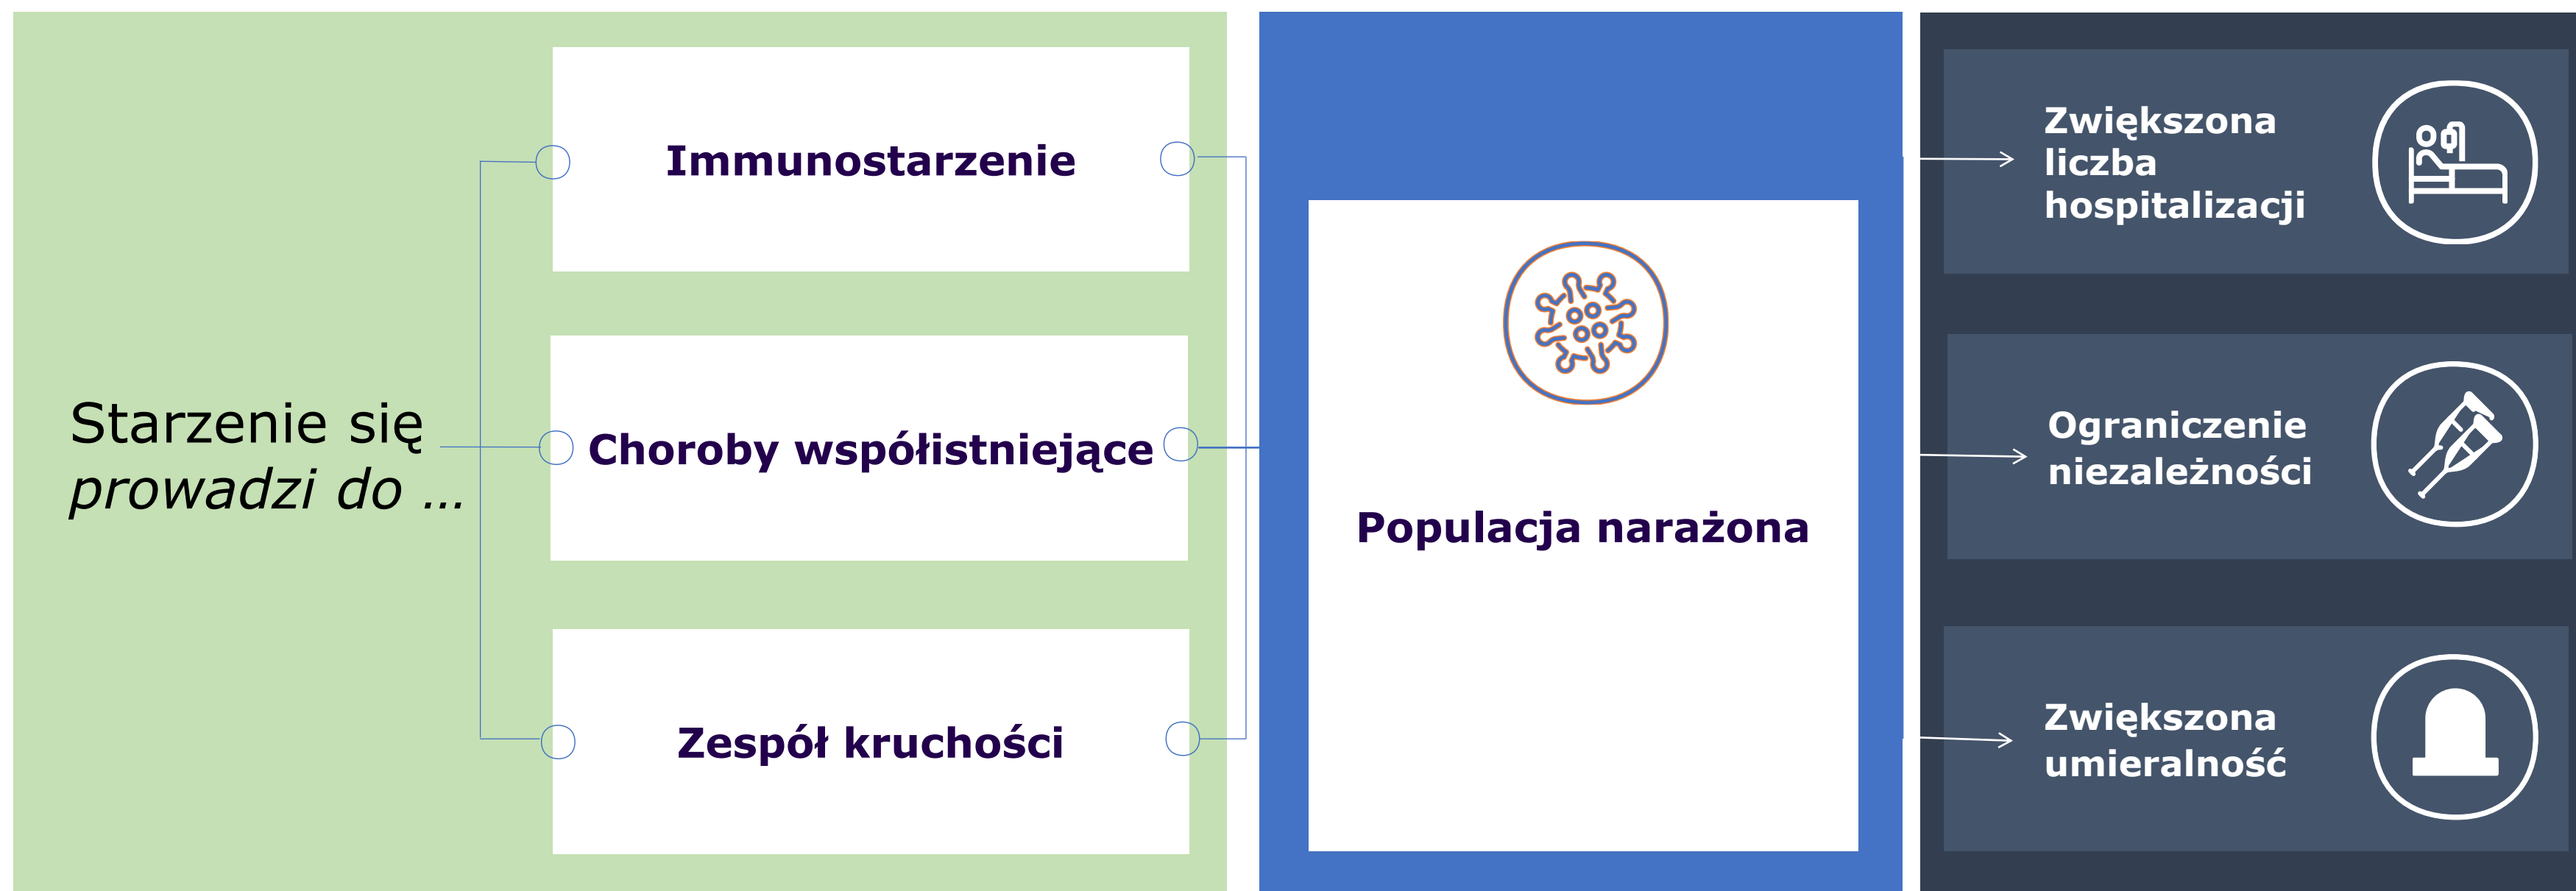 Starzenie się
prowadzi do ...
Immunostarzenie
Choroby współistniejące
Zespół kruchości
Populacja narażona
Zwiększona
liczba
hospitalizacji
Ograniczenie
niezależności
Zwiększona
umieralność